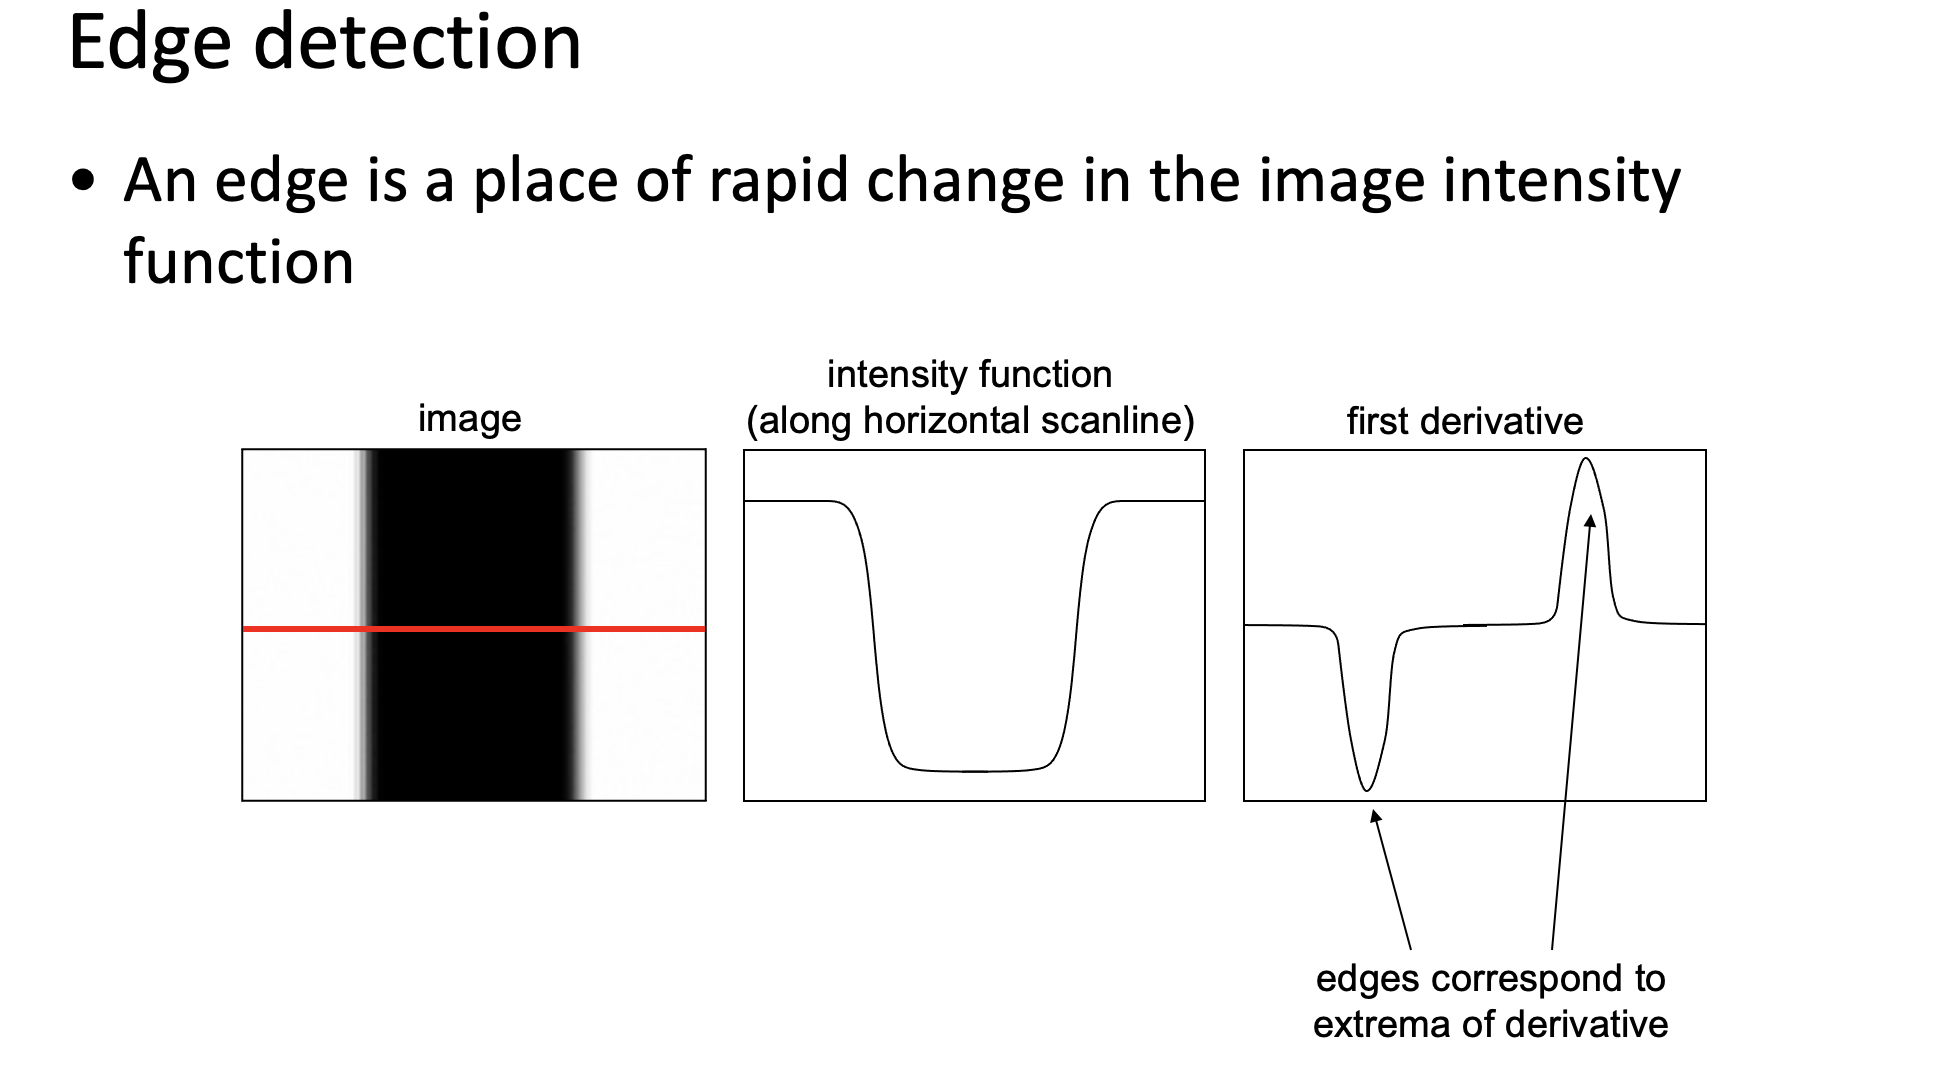 Edge detection
• An edge is a place of rapid change in the image intensity
function
image
intensity function
(along horizontal scanline)
first derivative
edges correspond to
extrema of derivative